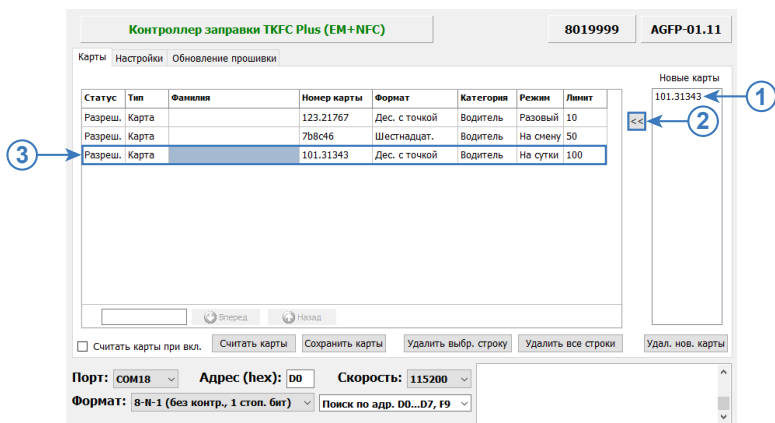 Контроллер заправки TKFC Plus (EM+NFC) 8019999 AGFP-01.11
Карты Настройки Обновление прошивки
Новые карты
Статус Тип Фамилия Номер карты Формат Категория Режим Лимит
101.31343 1
Разреш. Карта 123.21767 Дес. с точкой Водитель Разовый 10
<< 2
Разреш. Карта 7b8c46 Шестнадцат. Водитель На смену 50
3 Разреш. Карта 101.31343 Дес. с точкой Водитель На сутки 100
Вперед Назад
Считать карты при вкл. Считать карты Сохранить карты Удалить выбр. строку Удалить все строки Удал. нов. карты
Порт: COM18 Адрес (hex): D0 Скорость: 115200
Формат: 8-N-1 (без контр., 1 стоп. бит) Поиск по адр. D0...D7, F9